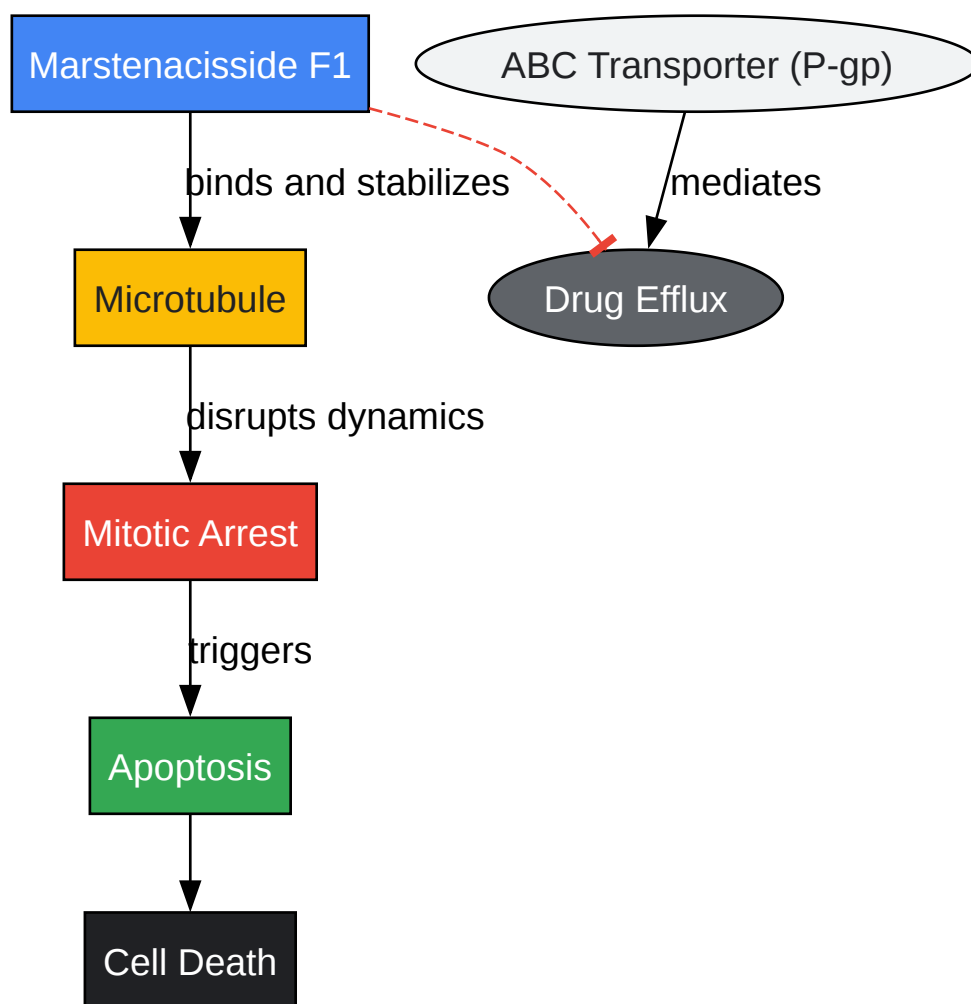 Marstenacisside F1
ABC Transporter (P-gp)
binds and stabilizes
mediates
Microtubule
Drug Efflux
disrupts dynamics
Mitotic Arrest
triggers
Apoptosis
Cell Death